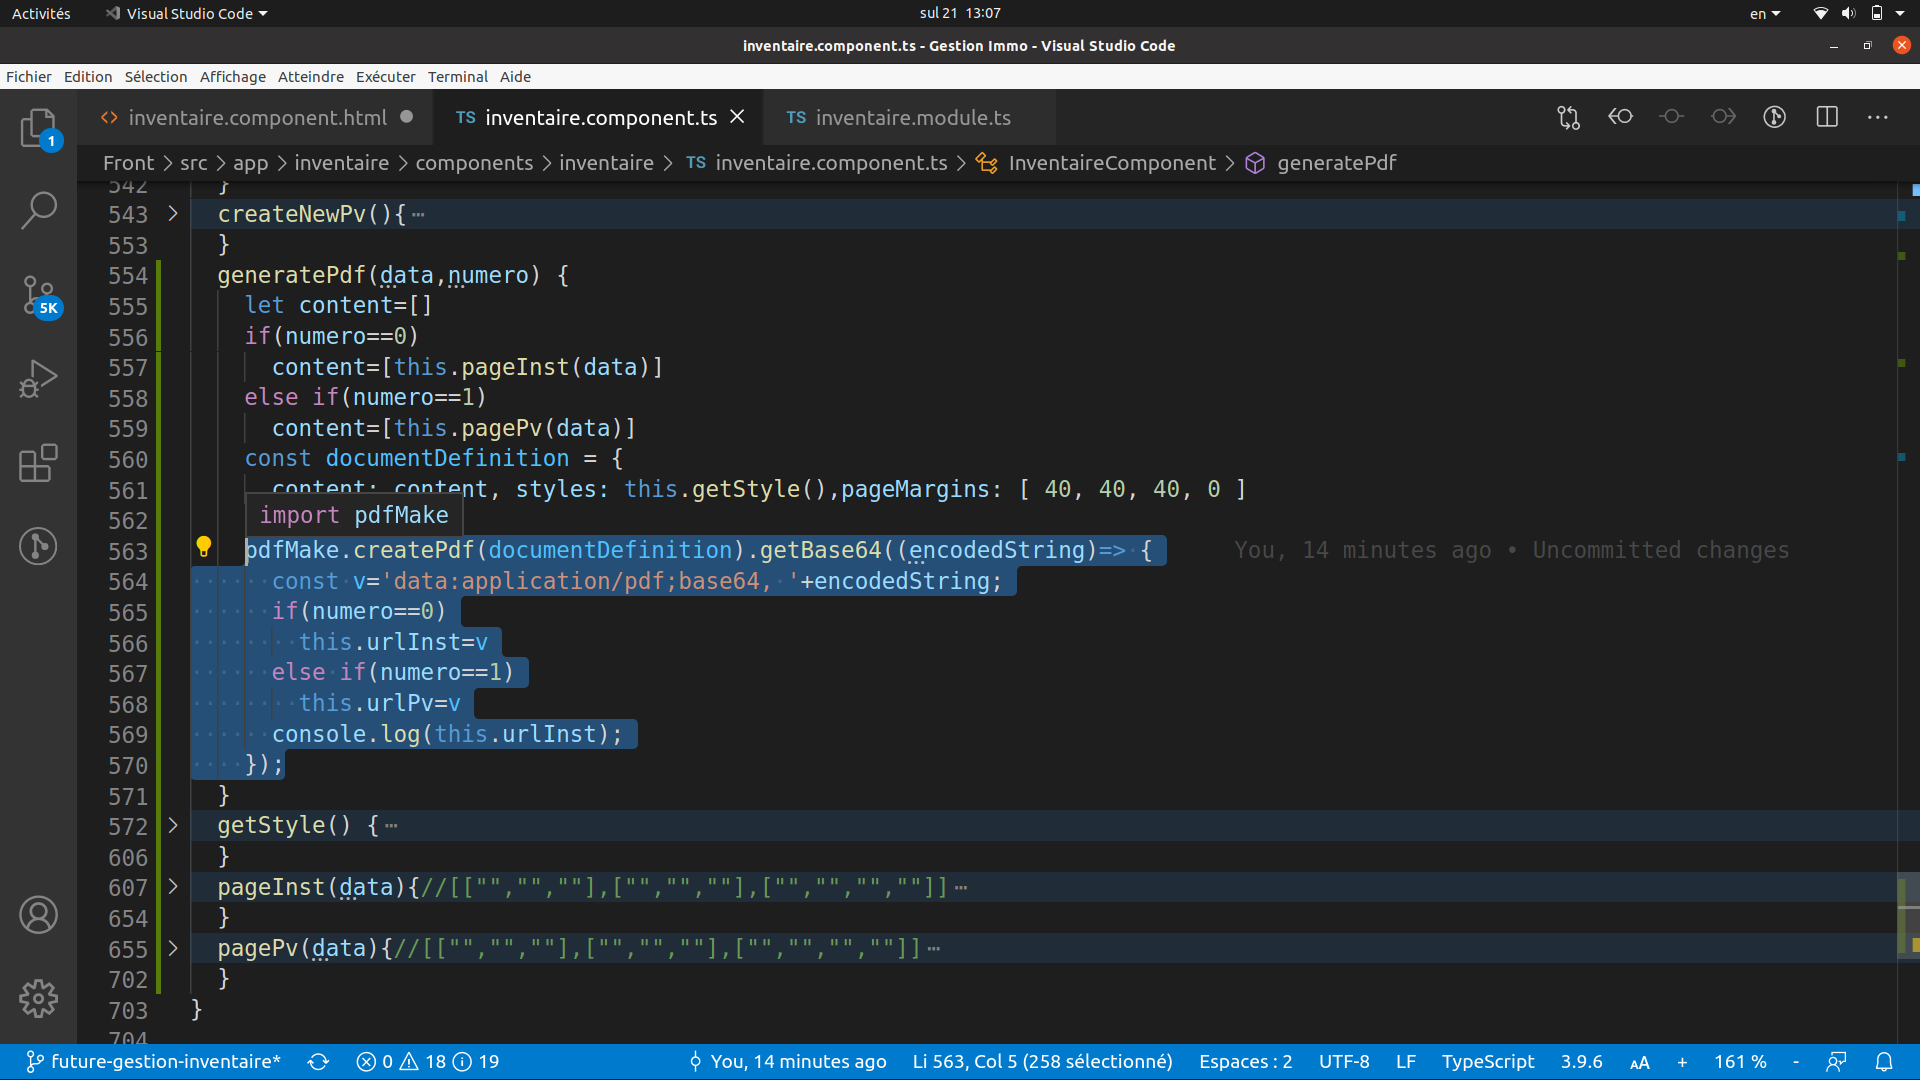 Activités Visual Studio Code sul 21 13:07 en
inventaire.component.ts - Gestion Immo - Visual Studio Code
Fichier Edition Sélection Affichage Atteindre Exécuter Terminal Aide
1
5K
<> inventaire.component.html TS inventaire.component.ts TS inventaire.module.ts
Front > src > app > inventaire > components > inventaire > TS inventaire.component.ts > InventaireComponent > generatePdf
542 }
543 createNewPv(){…
553 }
554 generatePdf(data,numero) {
555 let content=[]
556 if(numero==0)
557 content=[this.pageInst(data)]
558 else if(numero==1)
559 content=[this.pagePv(data)]
560 const documentDefinition = {
561 content: content, styles: this.getStyle(),pageMargins: [ 40, 40, 40, 0 ]
562 import pdfMake
563 pdfMake.createPdf(documentDefinition).getBase64((encodedString)=> { You, 14 minutes ago • Uncommitted changes
564 const v='data:application/pdf;base64, '+encodedString;
565 if(numero==0)
566 this.urlInst=v
567 else if(numero==1)
568 this.urlPv=v
569 console.log(this.urlInst);
570 });
571 }
572 getStyle() {…
606 }
607 pageInst(data){//[["","",""],["","",""],["","","",""]]…
654 }
655 pagePv(data){//[["","",""],["","",""],["","","",""]]…
702 }
703 }
704
future-gestion-inventaire* 0 18 19 You, 14 minutes ago Li 563, Col 5 (258 sélectionné) Espaces : 2 UTF-8 LF TypeScript 3.9.6 AA + 161 % -